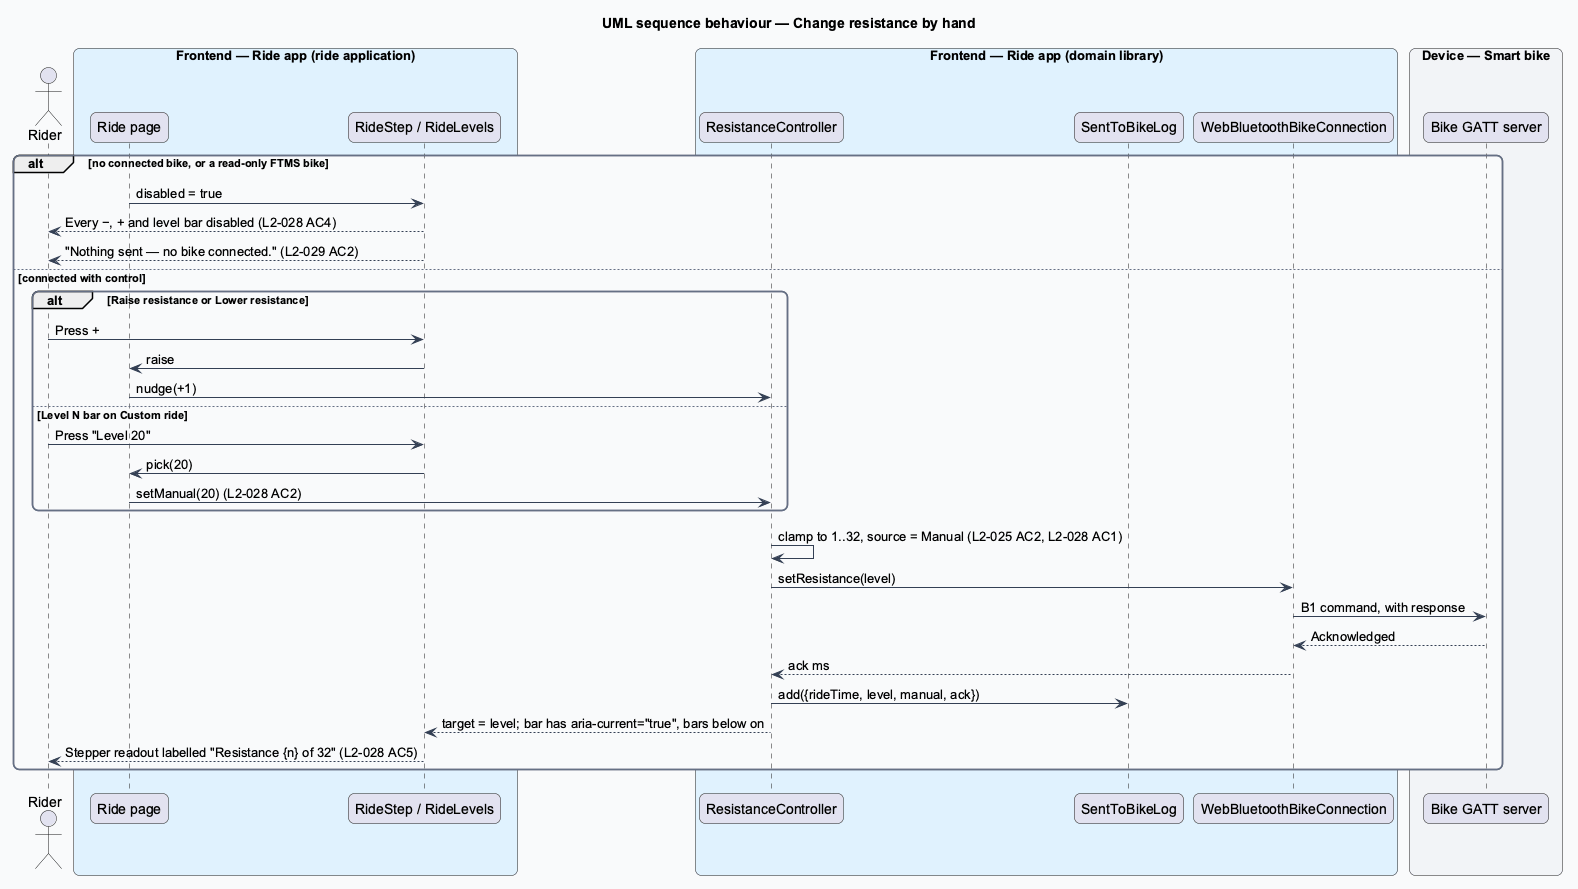 UML sequence behaviour — Change resistance by hand
Frontend — Ride app (ride application)
Frontend — Ride app (domain library)
Device — Smart bike
Rider
Ride page
RideStep / RideLevels
ResistanceController
SentToBikeLog
WebBluetoothBikeConnection
Bike GATT server
alt
[no connected bike, or a read-only FTMS bike]
disabled = true
Every −, + and level bar disabled (L2-028 AC4)
"Nothing sent — no bike connected." (L2-029 AC2)
[connected with control]
alt
[Raise resistance or Lower resistance]
Press +
raise
nudge(+1)
[Level N bar on Custom ride]
Press "Level 20"
pick(20)
setManual(20) (L2-028 AC2)
clamp to 1..32, source = Manual (L2-025 AC2, L2-028 AC1)
setResistance(level)
B1 command, with response
Acknowledged
ack ms
add({rideTime, level, manual, ack})
target = level; bar has aria-current="true", bars below on
Stepper readout labelled "Resistance {n} of 32" (L2-028 AC5)
Rider
Ride page
RideStep / RideLevels
ResistanceController
SentToBikeLog
WebBluetoothBikeConnection
Bike GATT server